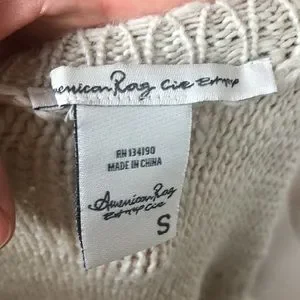 American Rag Cie
RN 134190
MADE IN CHINA
American Rag
Cie
S